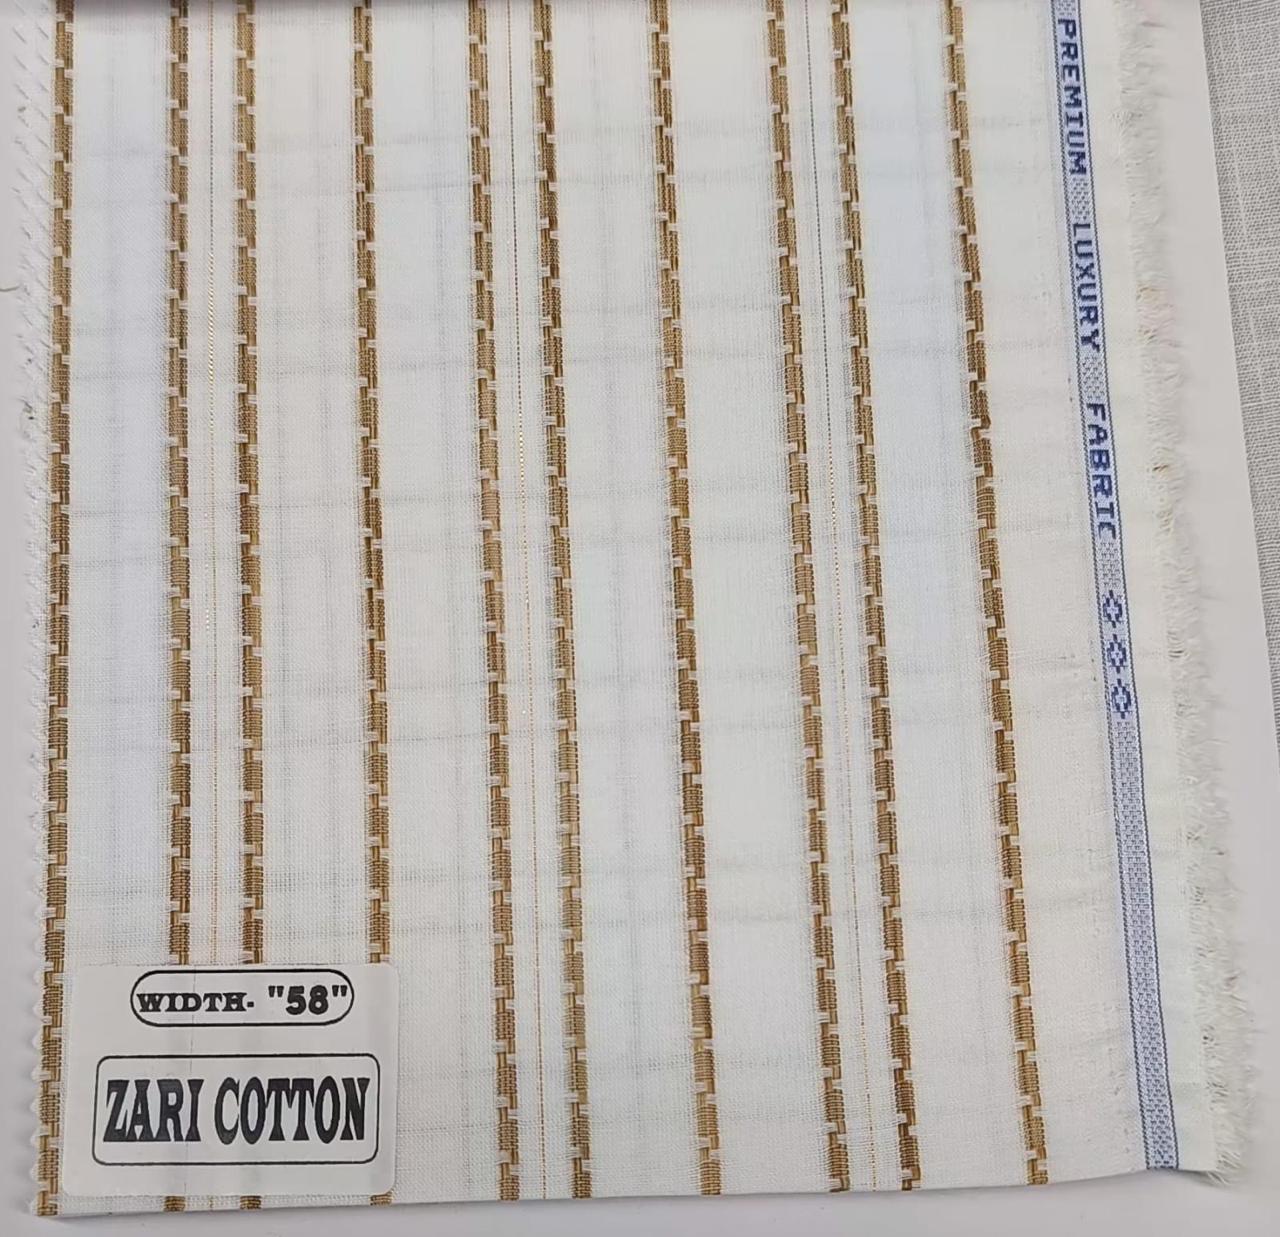 PREMIUM LUXURY FABRIC
WIDTH- "58"
ZARI COTTON